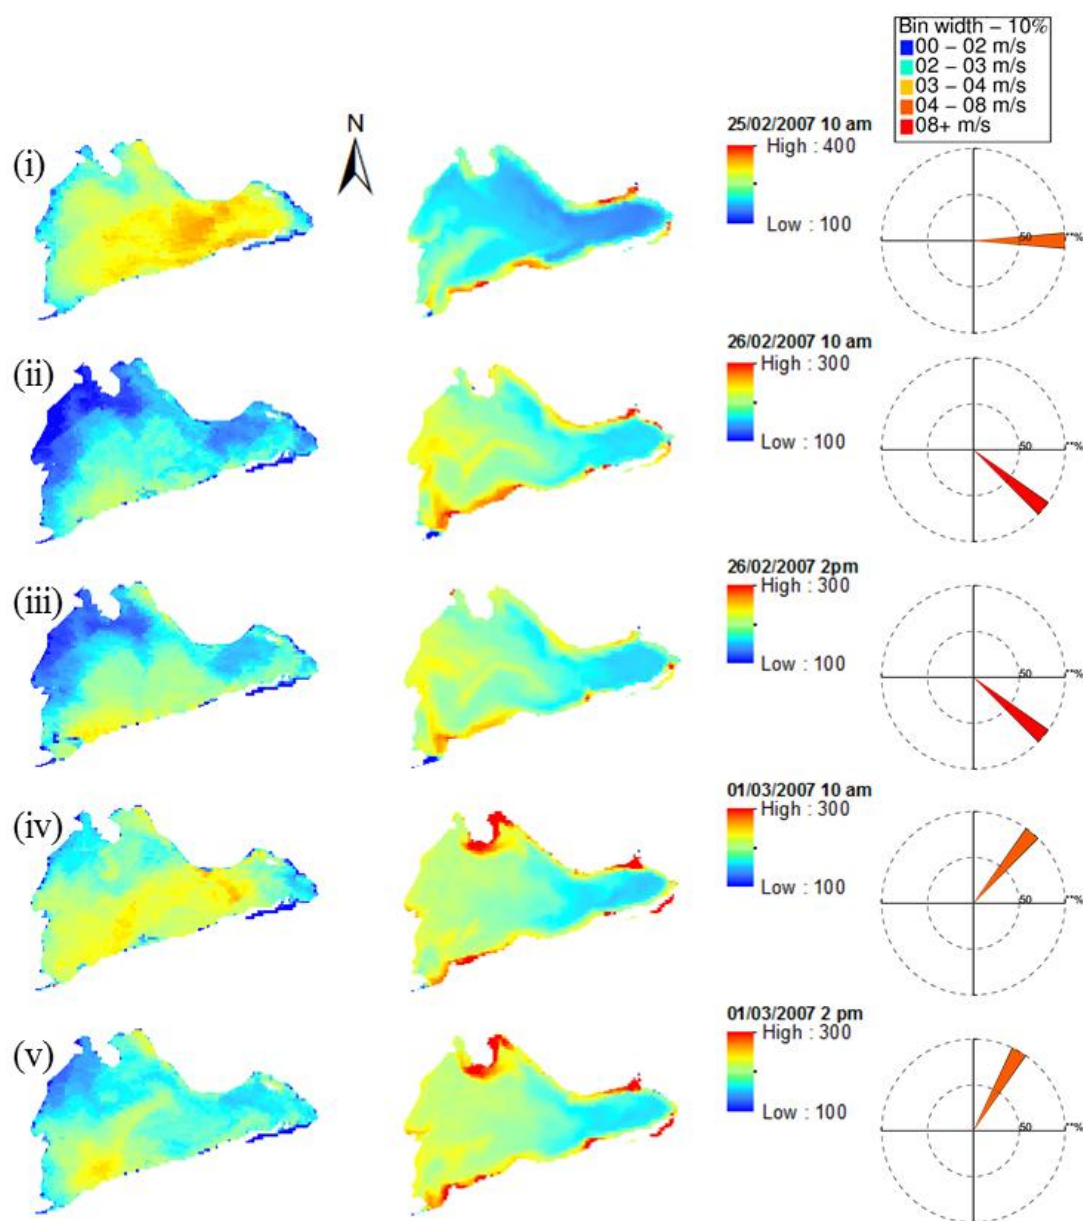 Bin width – 10%
00 – 02 m/s
02 – 03 m/s
03 – 04 m/s
04 – 08 m/s
08+ m/s
N
(i)
25/02/2007 10 am
High : 400
Low : 100
50
**%
(ii)
26/02/2007 10 am
High : 300
Low : 100
50
**%
(iii)
26/02/2007 2pm
High : 300
Low : 100
50
**%
(iv)
01/03/2007 10 am
High : 300
Low : 100
50
**%
(v)
01/03/2007 2 pm
High : 300
Low : 100
50
**%